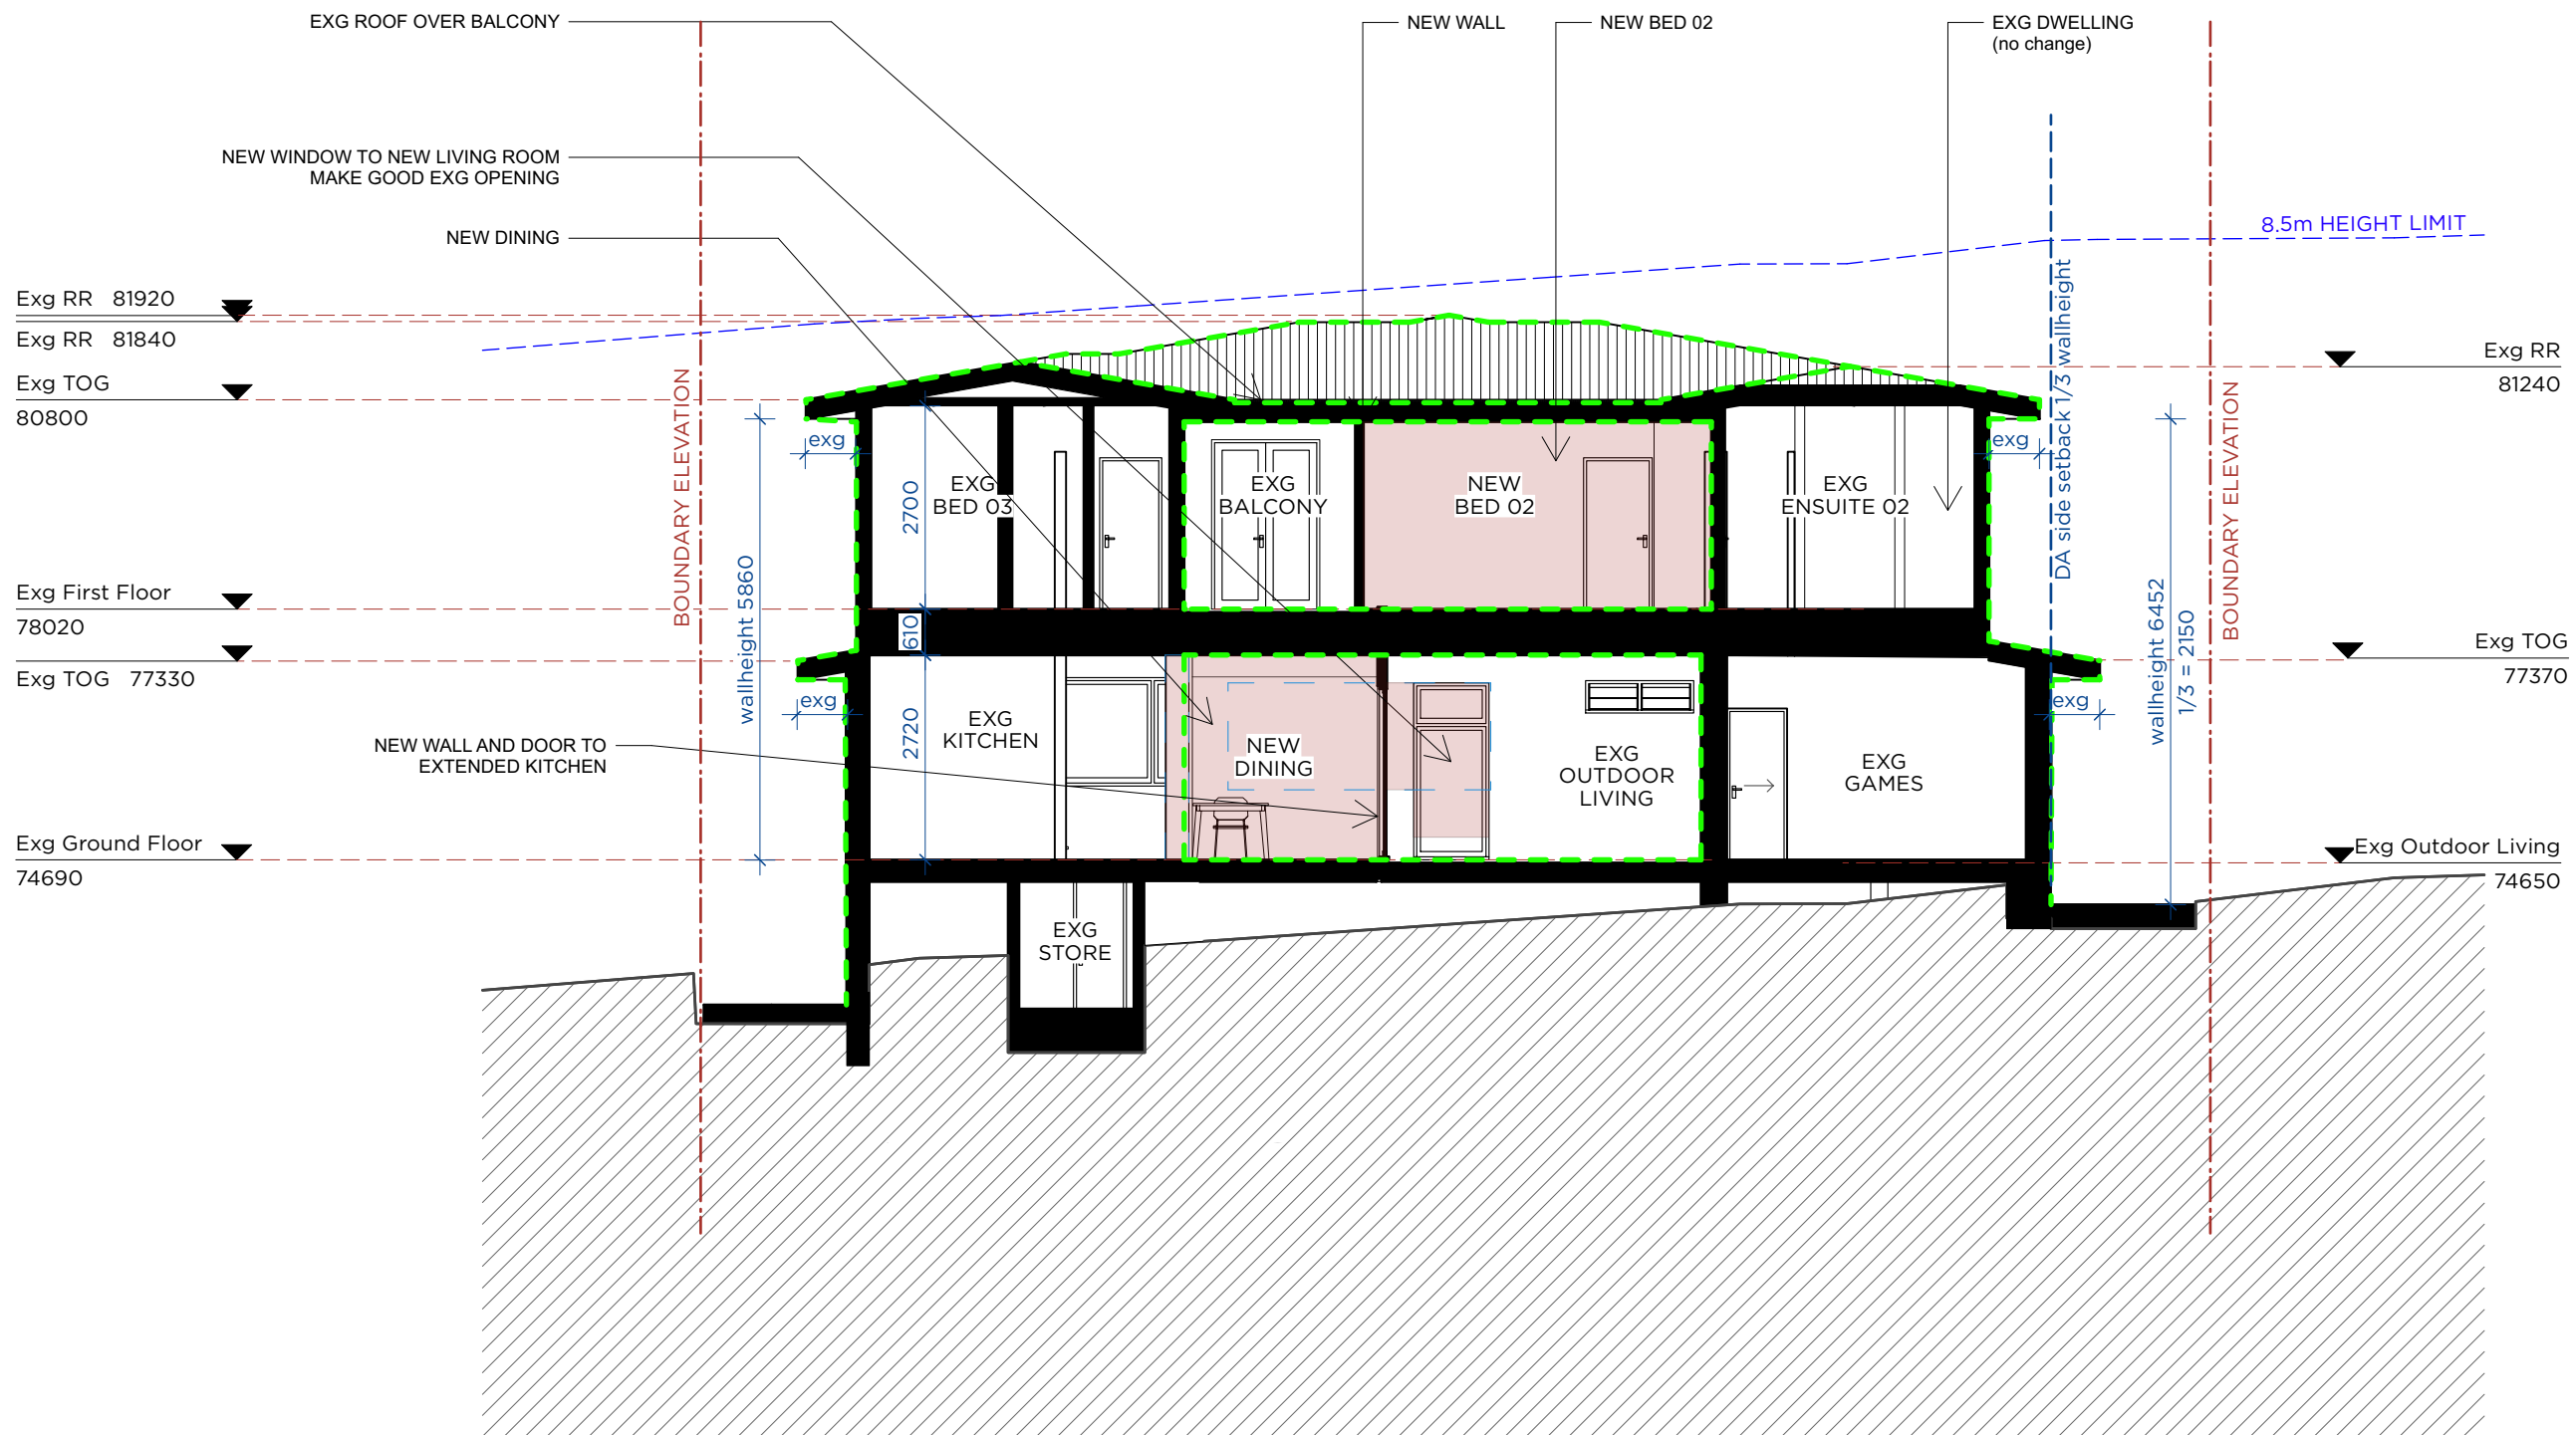 EXG ROOF OVER BALCONY
NEW WALL
NEW BED 02
EXG DWELLING
(no change)
NEW WINDOW TO NEW LIVING ROOM
MAKE GOOD EXG OPENING
NEW DINING
8.5m HEIGHT LIMIT
Exg RR 81920
Exg RR 81840
Exg TOG
80800
Exg RR
81240
BOUNDARY ELEVATION
DA side setback 1/3 wallheight
BOUNDARY ELEVATION
exg
exg
2700
EXG
BED 03
EXG
BALCONY
NEW
BED 02
EXG
ENSUITE 02
wallheight 5860
wallheight 6452
1/3 = 2150
Exg First Floor
78020
610
Exg TOG 77330
Exg TOG
77370
exg
exg
2720
EXG
KITCHEN
NEW
DINING
EXG
OUTDOOR
LIVING
EXG
GAMES
NEW WALL AND DOOR TO
EXTENDED KITCHEN
Exg Ground Floor
74690
Exg Outdoor Living
74650
EXG
STORE